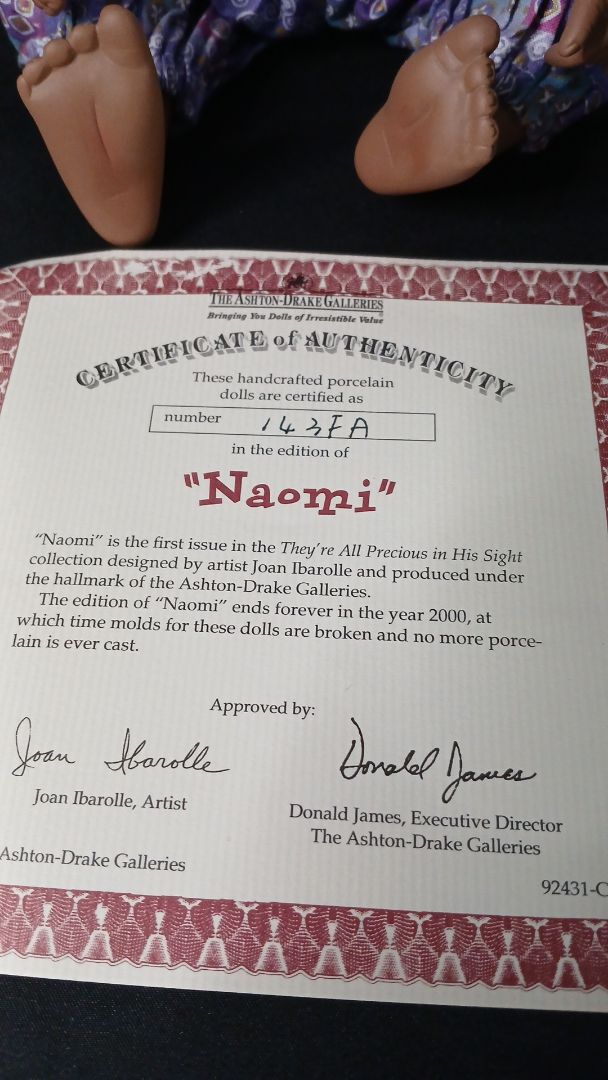 THE ASHTON-DRAKE GALLERIES
Bringing You Dolls of Irresistible Value
CERTIFICATE of AUTHENTICITY
These handcrafted porcelain
dolls are certified as
number 143FA
in the edition of
"Naomi"
"Naomi" is the first issue in the They're All Precious in His Sight
collection designed by artist Joan Ibarolle and produced under
the hallmark of the Ashton-Drake Galleries.
The edition of "Naomi" ends forever in the year 2000, at
which time molds for these dolls are broken and no more porce-
lain is ever cast.
Approved by:
Joan Ibarolle
Donald James
Joan Ibarolle, Artist
Donald James, Executive Director
The Ashton-Drake Galleries
Ashton-Drake Galleries
92431-C